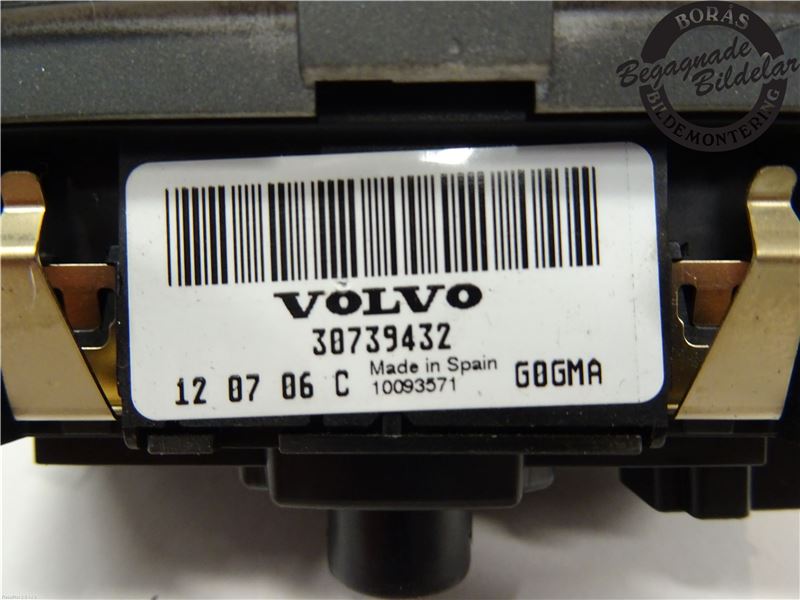 BORÅS
Begagnade
Bildelar
BILDEMONTERING
VOLVO
30739432
12 07 06 C
Made in Spain
10093571
G0GMA